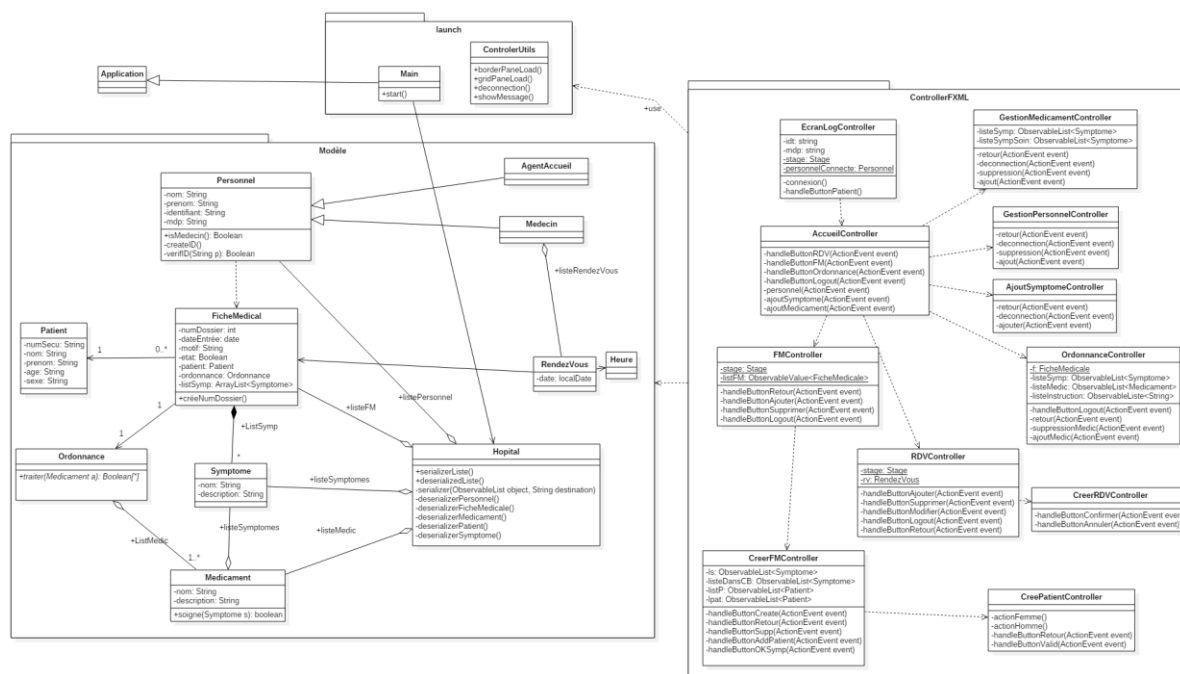 launch
ControlerUtils
+borderPaneLoad()
+gridPaneLoad()
+deconnection()
+showMessage()
Main
+start()
Application
+use
Modèle
Personnel
-nom: String
-prenom: String
-identifiant: String
-mdp: String
+isMedecin(): Boolean
-createID()
-verifID(String p): Boolean
AgentAccueil
Medecin
+listeRendezVous
FicheMedical
-numDossier: int
-dateEntrée: date
-motif: String
-etat: Boolean
-patient: Patient
-ordonnance: Ordonnance
-listSymp: ArrayList<Symptome>
+créeNumDossier()
Patient
-numSecu: String
-nom: String
-prenom: String
-age: String
-sexe: String
1
0..*
RendezVous
-date: localDate
Heure
+listePersonnel
+listeFM
1
1
+ListSymp
*
Ordonnance
+traiter(Medicament a): Boolean[*]
Symptome
-nom: String
-description: String
+listeSymptomes
Hopital
+serializerListe()
+deserializedListe()
-serializer(ObservableList object, String destination)
-deserializerPersonnel()
-deserializerFicheMedicale()
-deserializerMedicament()
-deserializerPatient()
-deserializerSymptome()
+listeSymptomes
+listeMedic
+ListMedic
1..*
Medicament
-nom: String
-description: String
+soigne(Symptome s): boolean
ControllerFXML
EcranLogController
-idt: string
-mdp: string
-stage: Stage
-personnelConnecte: Personnel
-connexion()
-handleButtonPatient()
GestionMedicamentController
-listeSymp: ObservableList<Symptome>
-listeSympSoin: ObservableList<Symptome>
-retour(ActionEvent event)
-deconnection(ActionEvent event)
-suppression(ActionEvent event)
-ajout(ActionEvent event)
AccueilController
-handleButtonRDV(ActionEvent event)
-handleButtonFM(ActionEvent event)
-handleButtonOrdonnance(ActionEvent event)
-handleButtonLogout(ActionEvent event)
-personnel(ActionEvent event)
-ajoutSymptome(ActionEvent event)
-ajoutMedicament(ActionEvent event)
GestionPersonnelController
-retour(ActionEvent event)
-deconnection(ActionEvent event)
-suppression(ActionEvent event)
-ajout(ActionEvent event)
AjoutSymptomeController
-retour(ActionEvent event)
-deconnection(ActionEvent event)
-ajouter(ActionEvent event)
FMController
-stage: Stage
-listFM: ObservableValue<FicheMedicale>
-handleButtonRetour(ActionEvent event)
-handleButtonAjouter(ActionEvent event)
-handleButtonSupprimer(ActionEvent event)
-handleButtonLogout(ActionEvent event)
OrdonnanceController
-f: FicheMedicale
-listeSymp: ObservableList<Symptome>
-listeMedic: ObservableList<Medicament>
-listeInstruction: ObservableListe<String>
-handleButtonLogout(ActionEvent event)
-retour(ActionEvent event)
-suppressionMedic(ActionEvent event)
-ajoutMedic(ActionEvent event)
RDVController
-stage: Stage
-rv: RendezVous
-handleButtonAjouter(ActionEvent event)
-handleButtonSupprimer(ActionEvent event)
-handleButtonModifier(ActionEvent event)
-handleButtonLogout(ActionEvent event)
-handleButtonRetour(ActionEvent event)
CreerRDVController
-handleButtonConfirmer(ActionEvent event)
-handleButtonAnnuler(ActionEvent event)
CreerFMController
-ls: ObservableList<Symptome>
-listeDansCB: ObservableList<Symptome>
-listP: ObservableList<Patient>
-lpat: ObservableList<Patient>
-handleButtonCreate(ActionEvent event)
-handleButtonRetour(ActionEvent event)
-handleButtonSupp(ActionEvent event)
-handleButtonAddPatient(ActionEvent event)
-handleButtonOKSymp(ActionEvent event)
CreePatientController
-actionFemme()
-actionHomme()
-handleButtonRetour(ActionEvent event)
-handleButtonValid(ActionEvent event)